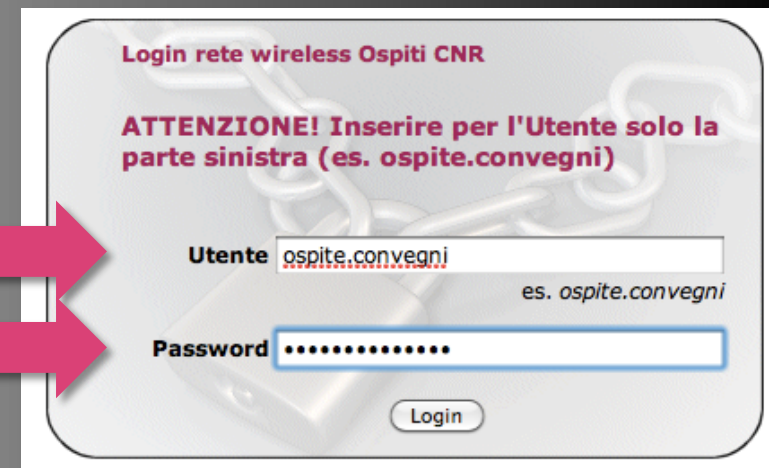 Login rete wireless Ospiti CNR
ATTENZIONE! Inserire per l'Utente solo la
parte sinistra (es. ospite.convegni)
Utente ospite.convegni
es. ospite.convegni
Password ••••••••••••••
Login